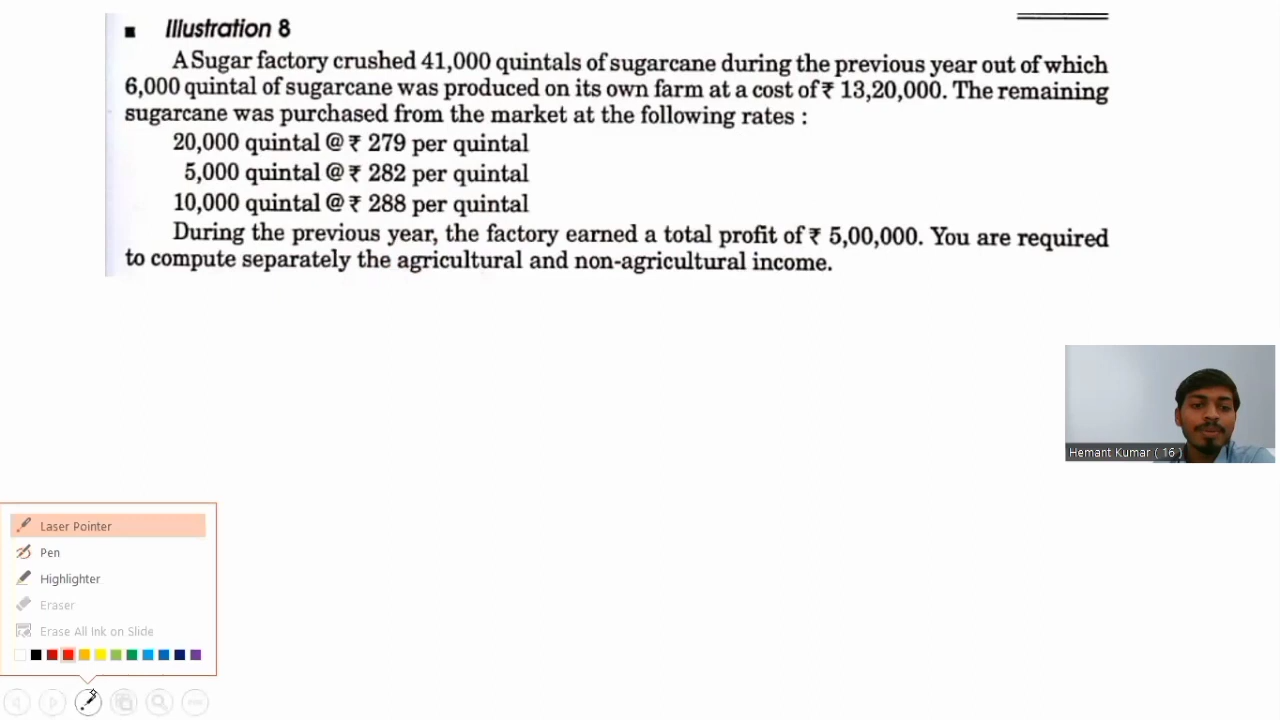 ■ Illustration 8
A Sugar factory crushed 41,000 quintals of sugarcane during the previous year out of which
6,000 quintal of sugarcane was produced on its own farm at a cost of ₹ 13,20,000. The remaining
sugarcane was purchased from the market at the following rates :
20,000 quintal @ ₹ 279 per quintal
5,000 quintal @ ₹ 282 per quintal
10,000 quintal @ ₹ 288 per quintal
During the previous year, the factory earned a total profit of ₹ 5,00,000. You are required
to compute separately the agricultural and non-agricultural income.
Hemant Kumar ( 16 )
Laser Pointer
Pen
Highlighter
Eraser
Erase All Ink on Slide